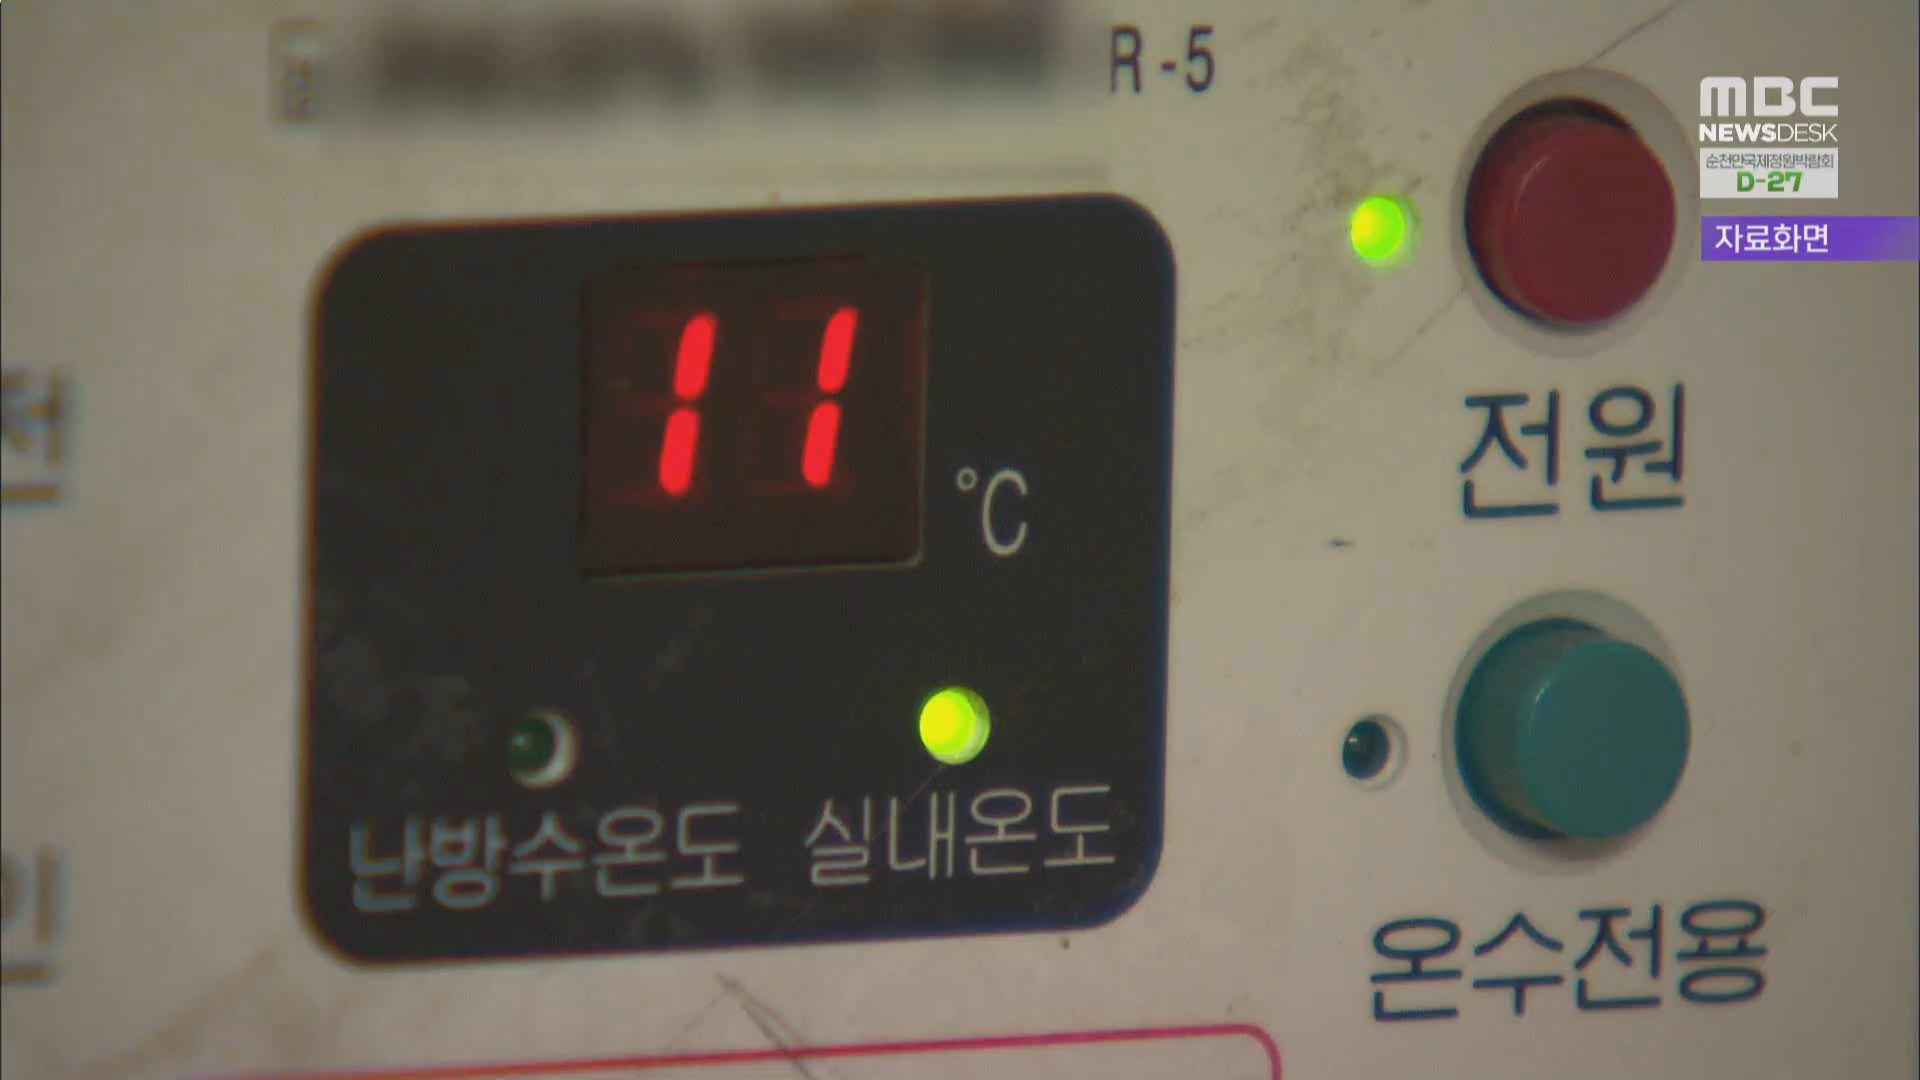 R-5
MBC
NEWSDESK
순천만국제정원박람회
D-27
자료화면
11
℃
전원
난방수온도
실내온도
온수전용